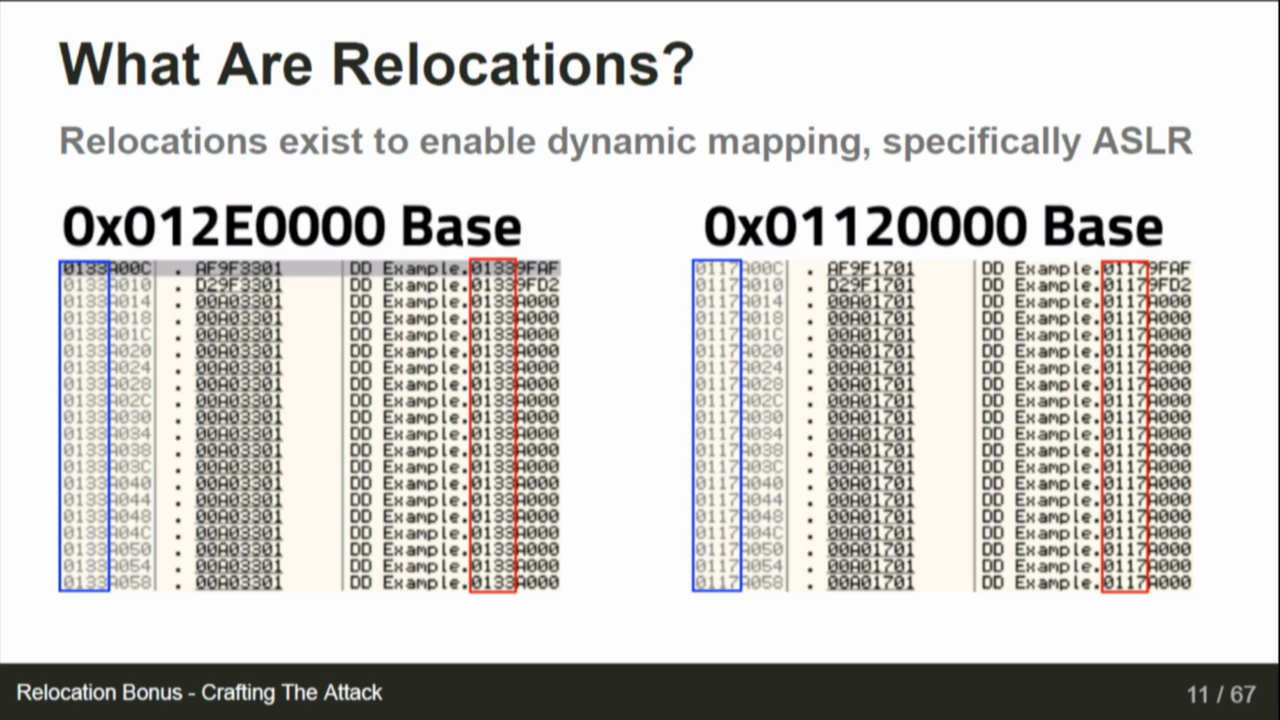 What Are Relocations?
Relocations exist to enable dynamic mapping, specifically ASLR
0x012E0000 Base
0133A00C . AF9F3301 DD Example.01339FAF
0133A010 . D29F3301 DD Example.01339FD2
0133A014 . 00A03301 DD Example.0133A000
0133A018 . 00A03301 DD Example.0133A000
0133A01C . 00A03301 DD Example.0133A000
0133A020 . 00A03301 DD Example.0133A000
0133A024 . 00A03301 DD Example.0133A000
0133A028 . 00A03301 DD Example.0133A000
0133A02C . 00A03301 DD Example.0133A000
0133A030 . 00A03301 DD Example.0133A000
0133A034 . 00A03301 DD Example.0133A000
0133A038 . 00A03301 DD Example.0133A000
0133A03C . 00A03301 DD Example.0133A000
0133A040 . 00A03301 DD Example.0133A000
0133A044 . 00A03301 DD Example.0133A000
0133A048 . 00A03301 DD Example.0133A000
0133A04C . 00A03301 DD Example.0133A000
0133A050 . 00A03301 DD Example.0133A000
0133A054 . 00A03301 DD Example.0133A000
0133A058 . 00A03301 DD Example.0133A000
0x01120000 Base
0117A00C . AF9F1701 DD Example.01179FAF
0117A010 . D29F1701 DD Example.01179FD2
0117A014 . 00A01701 DD Example.0117A000
0117A018 . 00A01701 DD Example.0117A000
0117A01C . 00A01701 DD Example.0117A000
0117A020 . 00A01701 DD Example.0117A000
0117A024 . 00A01701 DD Example.0117A000
0117A028 . 00A01701 DD Example.0117A000
0117A02C . 00A01701 DD Example.0117A000
0117A030 . 00A01701 DD Example.0117A000
0117A034 . 00A01701 DD Example.0117A000
0117A038 . 00A01701 DD Example.0117A000
0117A03C . 00A01701 DD Example.0117A000
0117A040 . 00A01701 DD Example.0117A000
0117A044 . 00A01701 DD Example.0117A000
0117A048 . 00A01701 DD Example.0117A000
0117A04C . 00A01701 DD Example.0117A000
0117A050 . 00A01701 DD Example.0117A000
0117A054 . 00A01701 DD Example.0117A000
0117A058 . 00A01701 DD Example.0117A000
Relocation Bonus - Crafting The Attack
11 / 67